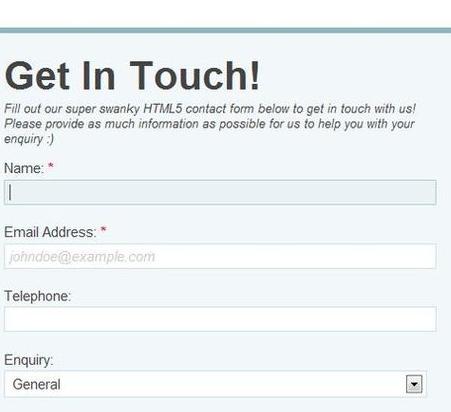 Get In Touch!
Fill out our super swanky HTML5 contact form below to get in touch with us!
Please provide as much information as possible for us to help you with your
enquiry :)
Name: *
Email Address: *
johndoe@example.com
Telephone:
Enquiry:
General